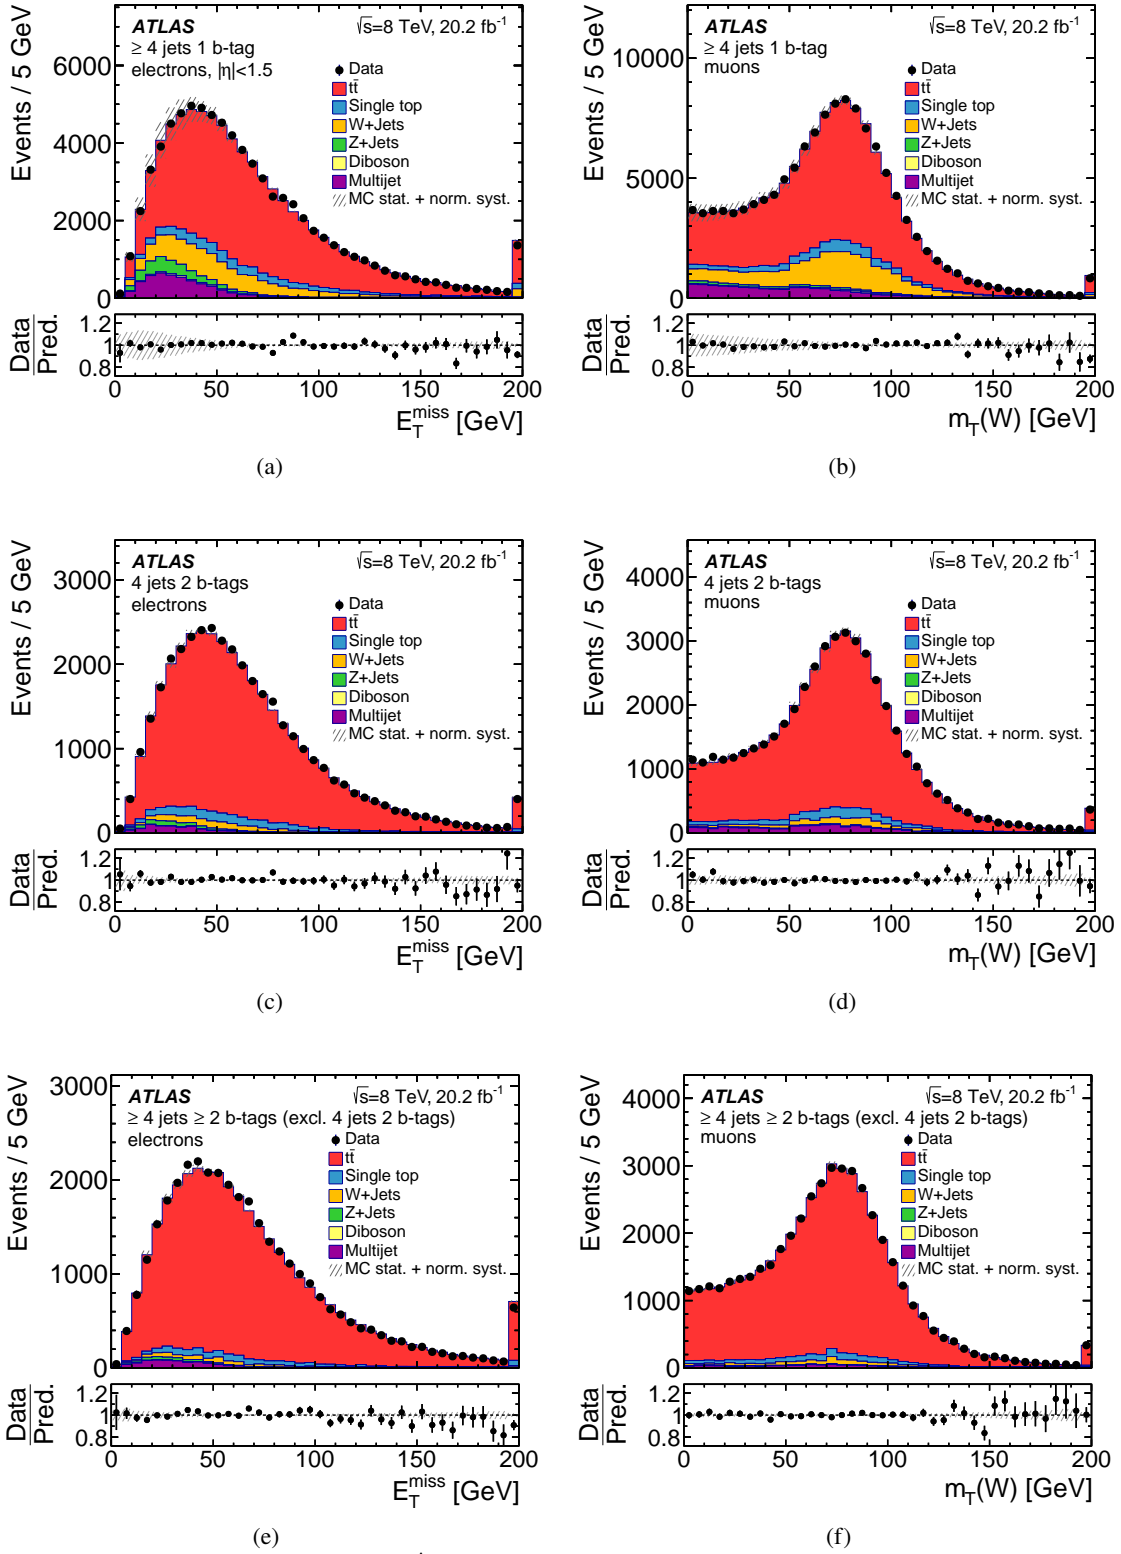 ATLAS √s=8 TeV, 20.2 fb⁻¹
≥ 4 jets 1 b-tag
electrons, |η|<1.5
Data
tt̄
Single top
W+Jets
Z+Jets
Diboson
Multijet
MC stat. + norm. syst.
Events / 5 GeV
6000
4000
2000
0
Data
Pred.
1.2
1
0.8
0 50 100 150 200
E_T^miss [GeV]
(a)
ATLAS √s=8 TeV, 20.2 fb⁻¹
≥ 4 jets 1 b-tag
muons
Data
tt̄
Single top
W+Jets
Z+Jets
Diboson
Multijet
MC stat. + norm. syst.
Events / 5 GeV
10000
5000
0
Data
Pred.
1.2
1
0.8
0 50 100 150 200
m_T(W) [GeV]
(b)
ATLAS √s=8 TeV, 20.2 fb⁻¹
4 jets 2 b-tags
electrons
Data
tt̄
Single top
W+Jets
Z+Jets
Diboson
Multijet
MC stat. + norm. syst.
Events / 5 GeV
3000
2000
1000
0
Data
Pred.
1.2
1
0.8
0 50 100 150 200
E_T^miss [GeV]
(c)
ATLAS √s=8 TeV, 20.2 fb⁻¹
4 jets 2 b-tags
muons
Data
tt̄
Single top
W+Jets
Z+Jets
Diboson
Multijet
MC stat. + norm. syst.
Events / 5 GeV
4000
3000
2000
1000
0
Data
Pred.
1.2
1
0.8
0 50 100 150 200
m_T(W) [GeV]
(d)
ATLAS √s=8 TeV, 20.2 fb⁻¹
≥ 4 jets ≥ 2 b-tags (excl. 4 jets 2 b-tags)
electrons
Data
tt̄
Single top
W+Jets
Z+Jets
Diboson
Multijet
MC stat. + norm. syst.
Events / 5 GeV
3000
2000
1000
0
Data
Pred.
1.2
1
0.8
0 50 100 150 200
E_T^miss [GeV]
(e)
ATLAS √s=8 TeV, 20.2 fb⁻¹
≥ 4 jets ≥ 2 b-tags (excl. 4 jets 2 b-tags)
muons
Data
tt̄
Single top
W+Jets
Z+Jets
Diboson
Multijet
MC stat. + norm. syst.
Events / 5 GeV
4000
3000
2000
1000
0
Data
Pred.
1.2
1
0.8
0 50 100 150 200
m_T(W) [GeV]
(f)